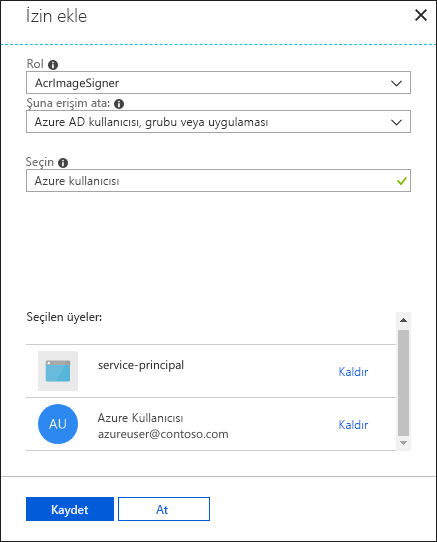 İzin ekle
Rol
AcrImageSigner
Şuna erişim ata:
Azure AD kullanıcısı, grubu veya uygulaması
Seçin
Azure kullanıcısı
Seçilen üyeler:
service-principal
Kaldır
AU
Azure Kullanıcısı
azureuser@contoso.com
Kaldır
Kaydet
At